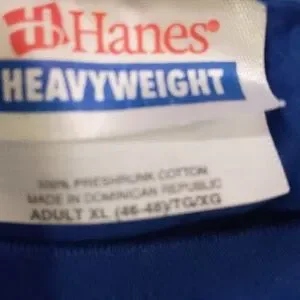 Hanes
HEAVYWEIGHT
100% PRESHRUNK COTTON
MADE IN DOMINICAN REPUBLIC
ADULT XL (46-48)/TG/XG